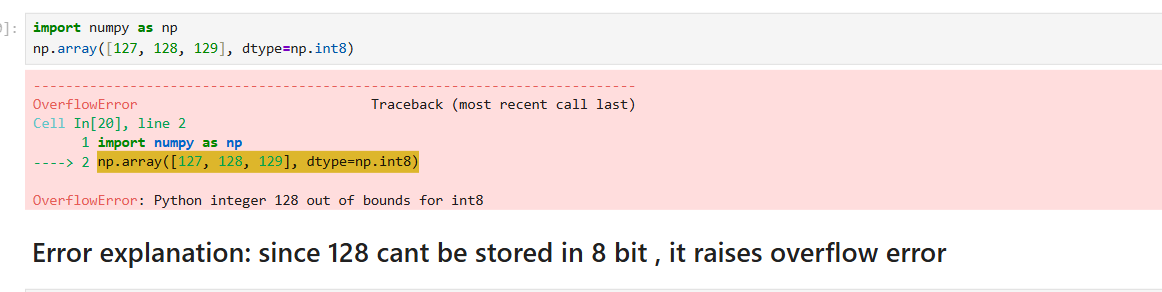 0]:
import numpy as np
np.array([127, 128, 129], dtype=np.int8)
---------------------------------------------------------------------------
OverflowError                             Traceback (most recent call last)
Cell In[20], line 2
      1 import numpy as np
----> 2 np.array([127, 128, 129], dtype=np.int8)
OverflowError: Python integer 128 out of bounds for int8
Error explanation: since 128 cant be stored in 8 bit , it raises overflow error